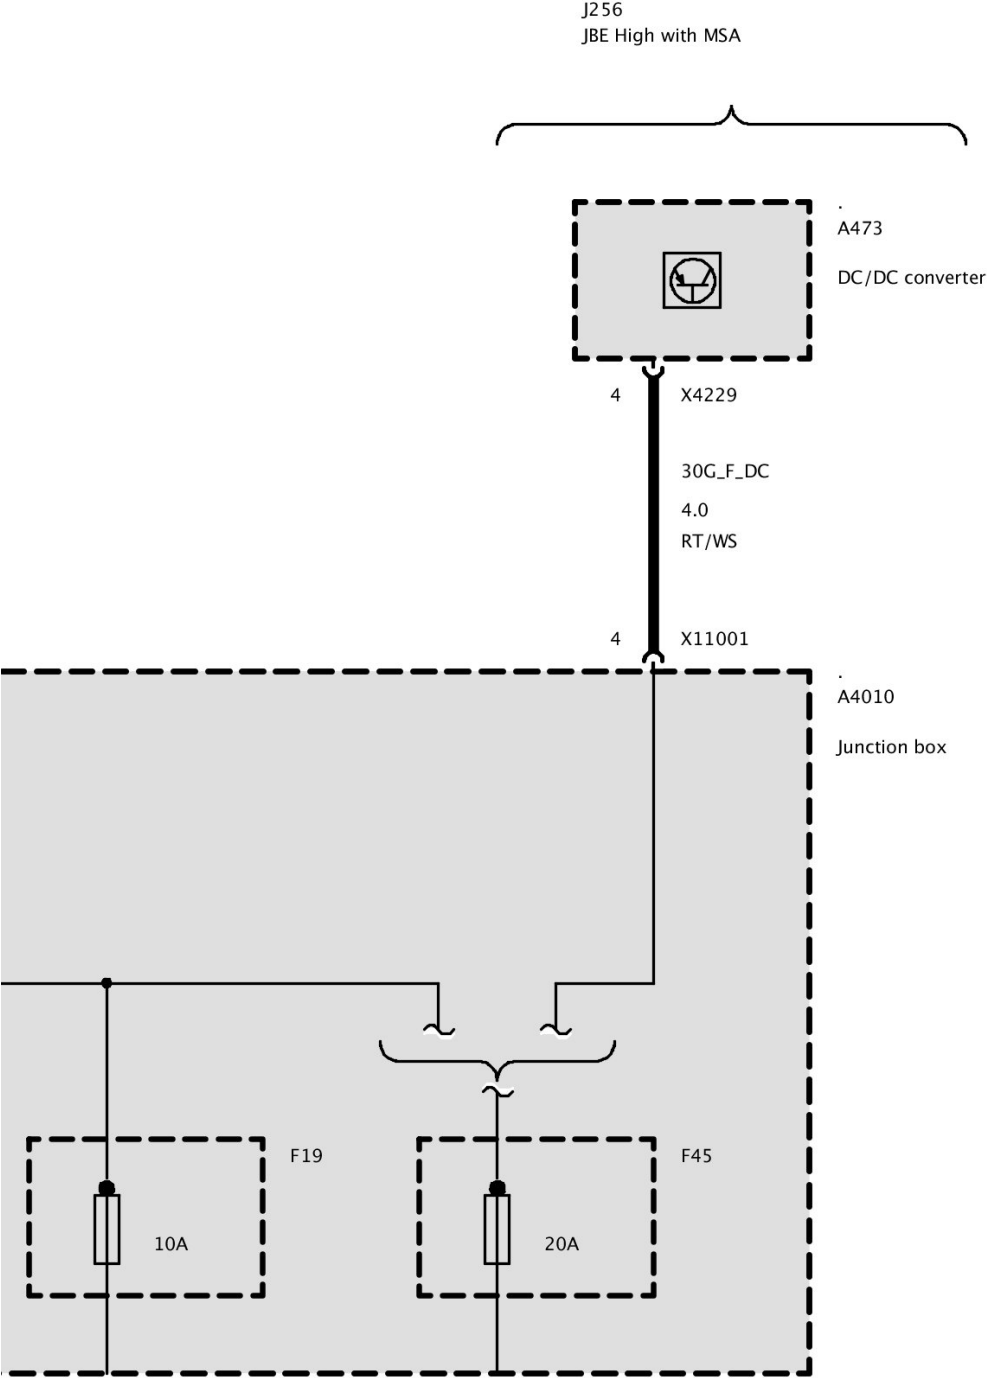 J256
JBE High with MSA
.
A473
DC/DC converter
4 X4229
30G_F_DC
4.0
RT/WS
4 X11001
.
A4010
Junction box
F19
F45
10A
20A